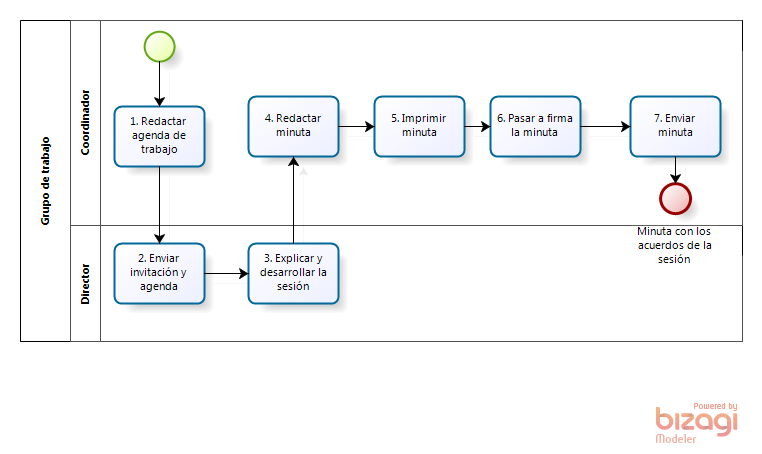 Grupo de trabajo
Coordinador
1. Redactar
agenda de
trabajo
4. Redactar
minuta
5. Imprimir
minuta
6. Pasar a firma
la minuta
7. Enviar
minuta
Minuta con los
acuerdos de la
sesión
Director
2. Enviar
invitación y
agenda
3. Explicar y
desarrollar la
sesión
Powered by
bizagi
Modeler